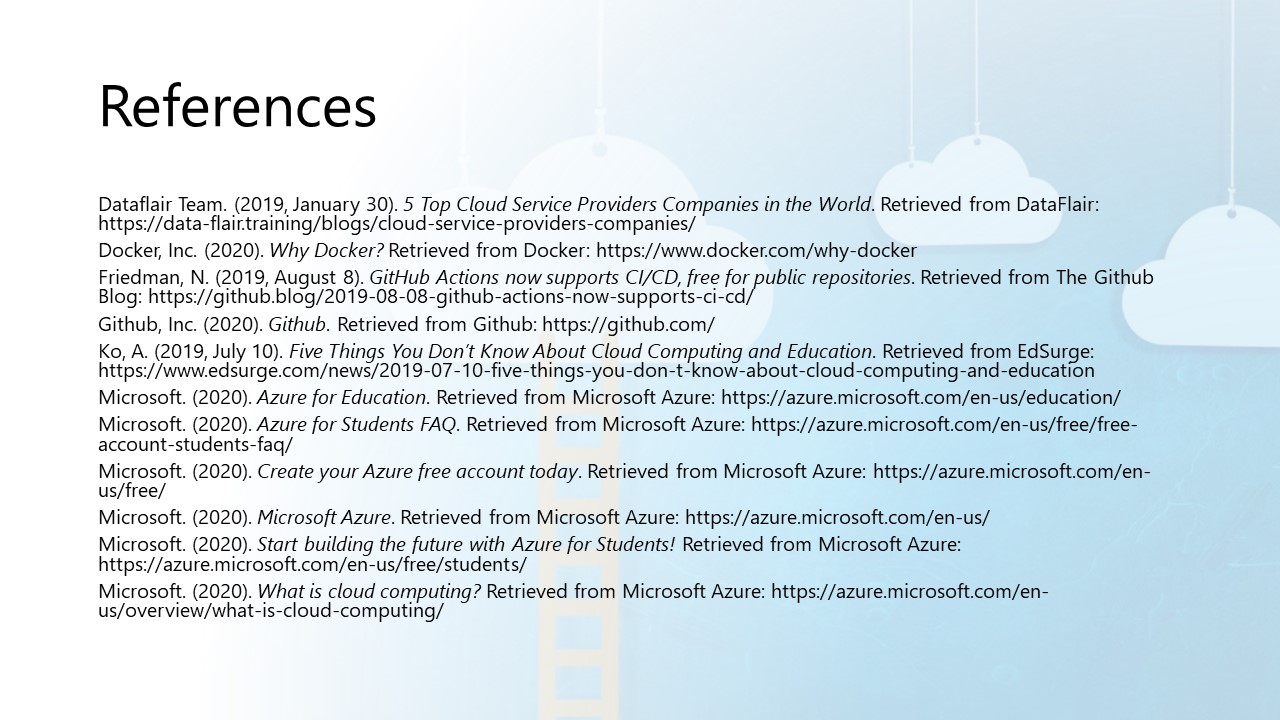 References
Dataflair Team. (2019, January 30). 5 Top Cloud Service Providers Companies in the World. Retrieved from DataFlair:
https://data-flair.training/blogs/cloud-service-providers-companies/
Docker, Inc. (2020). Why Docker? Retrieved from Docker: https://www.docker.com/why-docker
Friedman, N. (2019, August 8). GitHub Actions now supports CI/CD, free for public repositories. Retrieved from The Github
Blog: https://github.blog/2019-08-08-github-actions-now-supports-ci-cd/
Github, Inc. (2020). Github. Retrieved from Github: https://github.com/
Ko, A. (2019, July 10). Five Things You Don’t Know About Cloud Computing and Education. Retrieved from EdSurge:
https://www.edsurge.com/news/2019-07-10-five-things-you-don-t-know-about-cloud-computing-and-education
Microsoft. (2020). Azure for Education. Retrieved from Microsoft Azure: https://azure.microsoft.com/en-us/education/
Microsoft. (2020). Azure for Students FAQ. Retrieved from Microsoft Azure: https://azure.microsoft.com/en-us/free/free-
account-students-faq/
Microsoft. (2020). Create your Azure free account today. Retrieved from Microsoft Azure: https://azure.microsoft.com/en-
us/free/
Microsoft. (2020). Microsoft Azure. Retrieved from Microsoft Azure: https://azure.microsoft.com/en-us/
Microsoft. (2020). Start building the future with Azure for Students! Retrieved from Microsoft Azure:
https://azure.microsoft.com/en-us/free/students/
Microsoft. (2020). What is cloud computing? Retrieved from Microsoft Azure: https://azure.microsoft.com/en-
us/overview/what-is-cloud-computing/